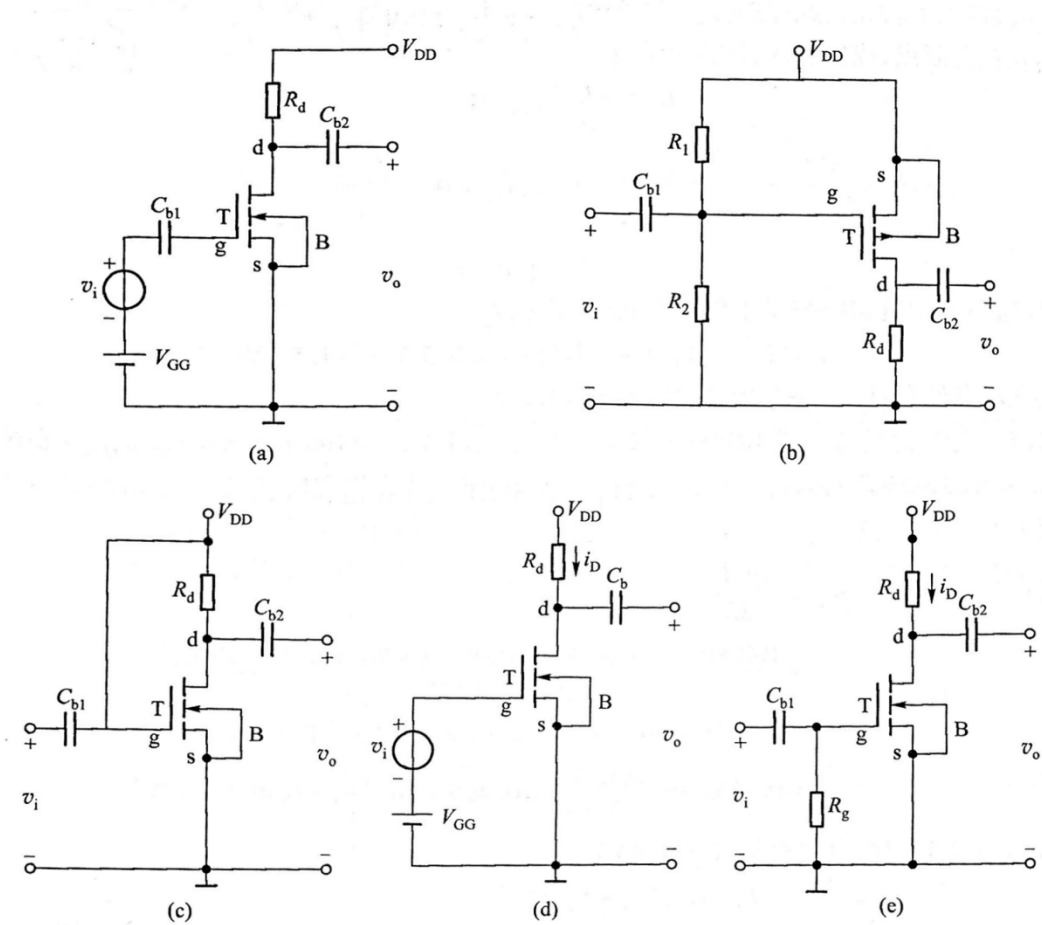 V_DD
R_d
C_b2
d
+
C_b1
T
g
B
s
+
v_i
−
v_o
V_GG
−
(a)
V_DD
R_1
s
C_b1
g
+
T
B
d
C_b2
+
v_i
R_2
R_d
v_o
−
−
(b)
V_DD
R_d
C_b2
d
+
C_b1
T
+
g
B
s
v_o
v_i
−
−
(c)
V_DD
R_d
i_D
C_b
d
+
T
g
B
s
+
v_i
−
v_o
V_GG
−
(d)
V_DD
R_d
i_D
C_b2
d
+
C_b1
T
+
g
B
s
v_o
v_i
R_g
−
−
(e)